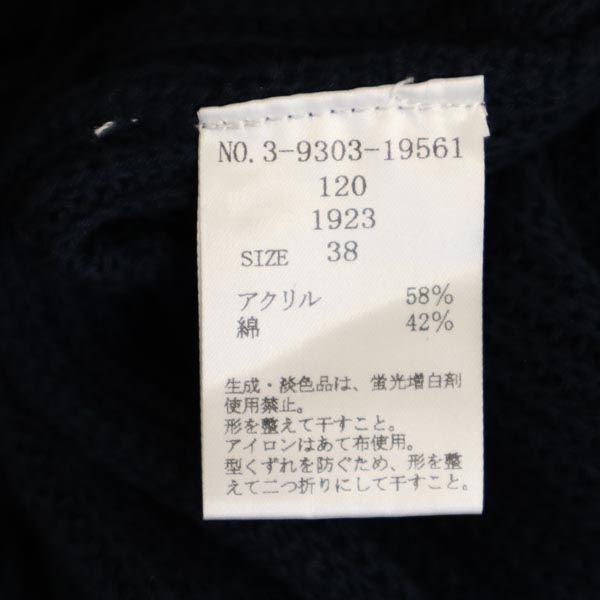 NO. 3-9303-19561
120
1923
SIZE 38
アクリル 58%
綿 42%
生成・淡色品は、蛍光増白剤
使用禁止。
形を整えて干すこと。
アイロンはあて布使用。
型くずれを防ぐため、形を整
えて二つ折りにして干すこと。